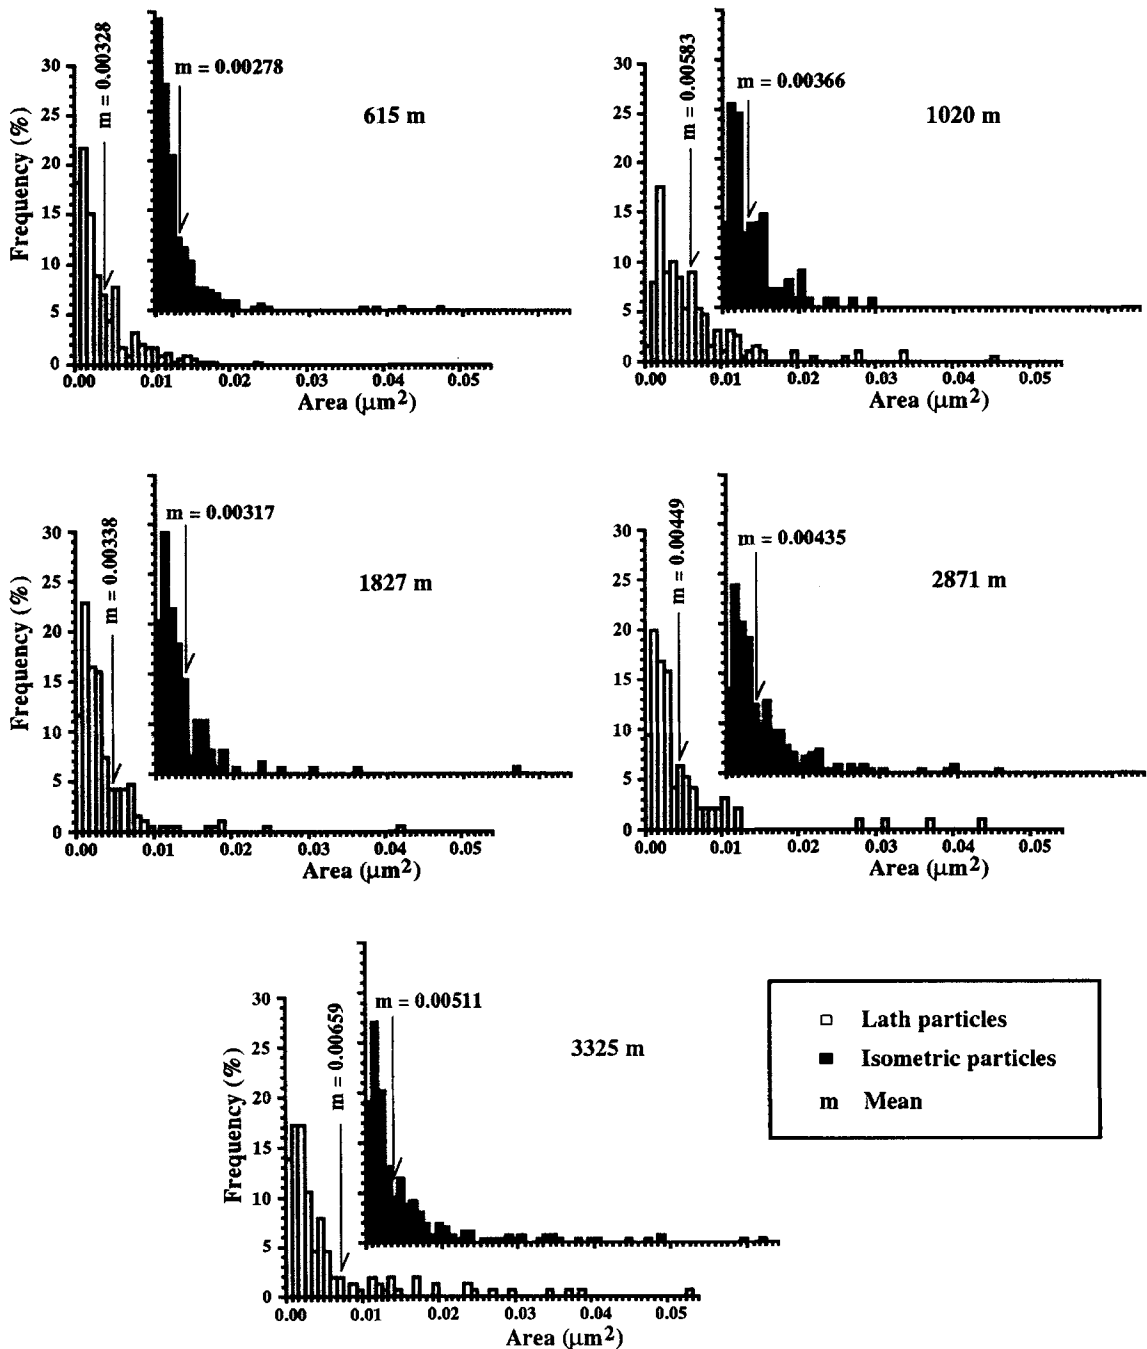 m = 0.00328
m = 0.00278
615 m
Frequency (%)
30
25
20
15
10
5
0
0.00 0.01 0.02 0.03 0.04 0.05
Area (µm²)
m = 0.00583
m = 0.00366
1020 m
30
25
20
15
10
5
0
0.00 0.01 0.02 0.03 0.04 0.05
Area (µm²)
m = 0.00338
m = 0.00317
1827 m
Frequency (%)
30
25
20
15
10
5
0
0.00 0.01 0.02 0.03 0.04 0.05
Area (µm²)
m = 0.00449
m = 0.00435
2871 m
30
25
20
15
10
5
0
0.00 0.01 0.02 0.03 0.04 0.05
Area (µm²)
m = 0.00659
m = 0.00511
3325 m
Frequency (%)
30
25
20
15
10
5
0
0.00 0.01 0.02 0.03 0.04 0.05
Area (µm²)
Lath particles
Isometric particles
m Mean